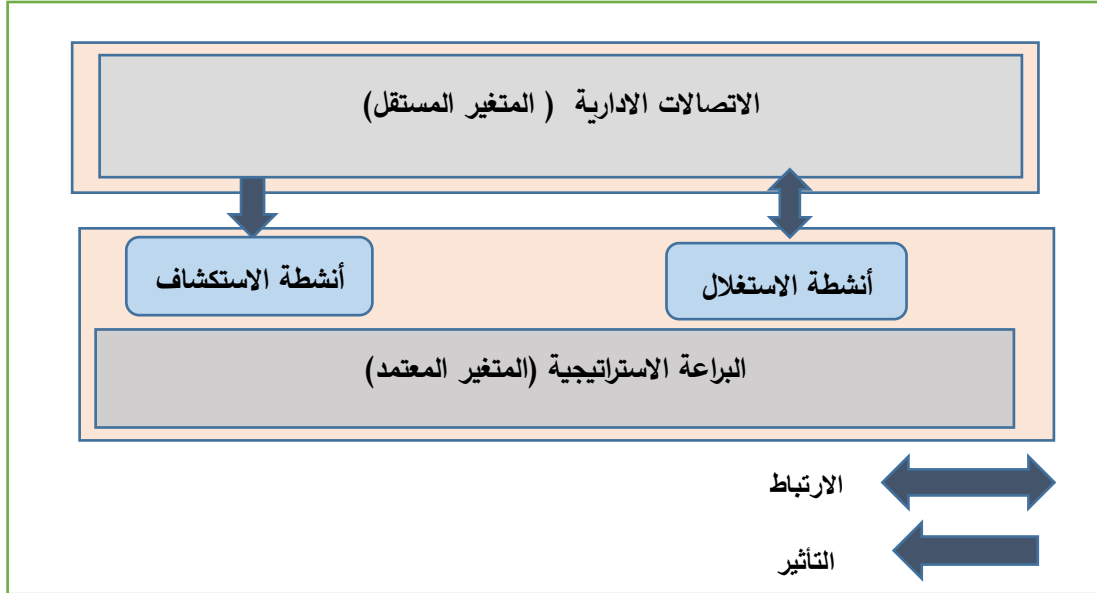 الاتصالات الادارية ( المتغير المستقل)
أنشطة الاستغلال
أنشطة الاستكشاف
البراعة الاستراتيجية (المتغير المعتمد)
الارتباط
التأثير